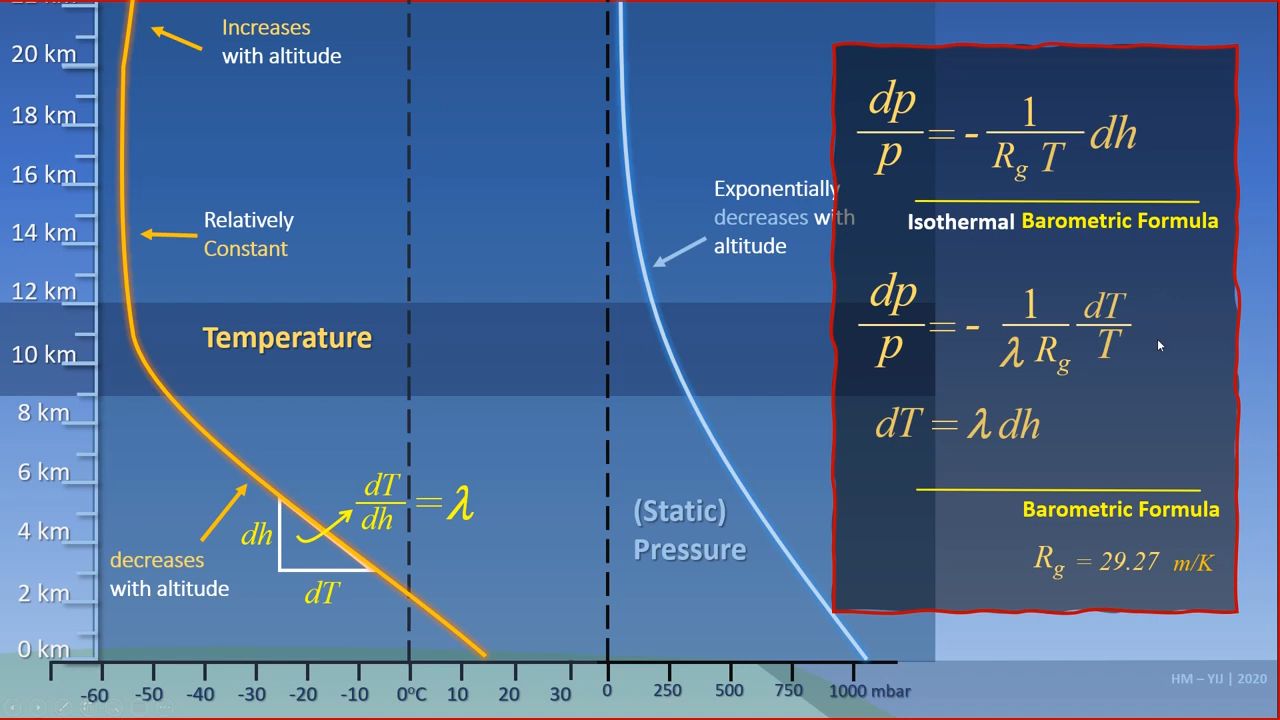 20 km
18 km
16 km
14 km
12 km
10 km
8 km
6 km
4 km
2 km
0 km
Increases
with altitude
Relatively
Constant
Temperature
decreases
with altitude
dh
dT
dT/dh = λ
-60 -50 -40 -30 -20 -10 0°C 10 20 30
Exponentially
decreases with
altitude
(Static)
Pressure
0 250 500 750 1000 mbar
dp/p = - 1/(R_g T) dh
Isothermal Barometric Formula
dp/p = - 1/(λ R_g) dT/T
dT = λ dh
Barometric Formula
R_g = 29.27 m/K
HM – YIJ | 2020